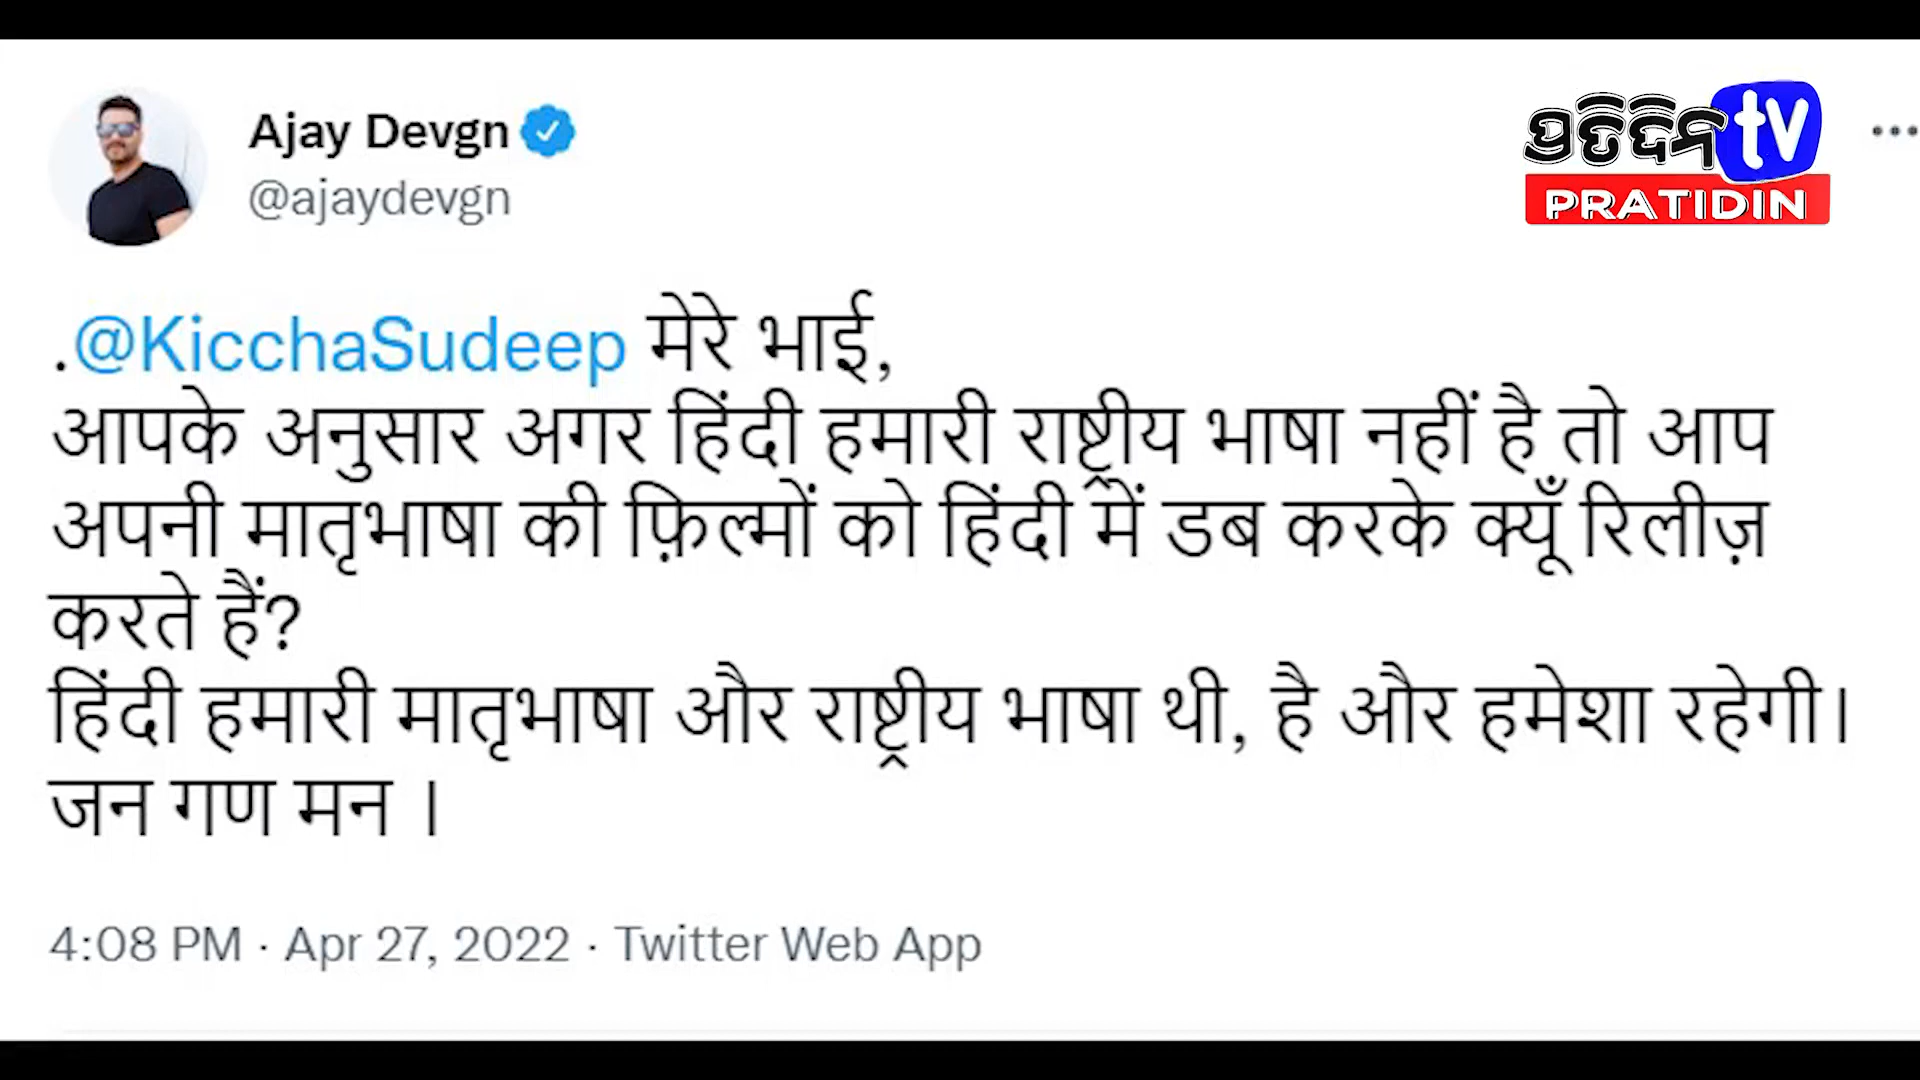 Ajay Devgn
@ajaydevgn
ପ୍ରତିଦିନ tv
PRATIDIN
.@KicchaSudeep मेरे भाई,
आपके अनुसार अगर हिंदी हमारी राष्ट्रीय भाषा नहीं है तो आप
अपनी मातृभाषा की फ़िल्मों को हिंदी में डब करके क्यूँ रिलीज़
करते हैं?
हिंदी हमारी मातृभाषा और राष्ट्रीय भाषा थी, है और हमेशा रहेगी।
जन गण मन ।
4:08 PM · Apr 27, 2022 · Twitter Web App